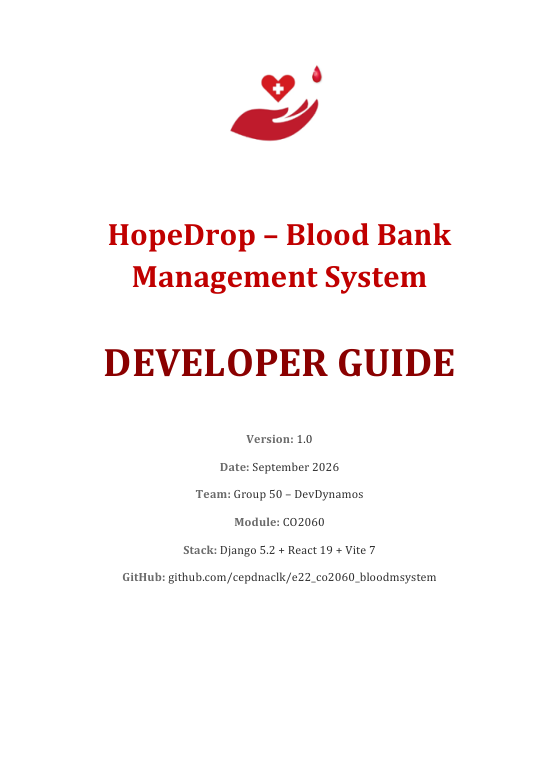 HopeDrop – Blood Bank
Management System
DEVELOPER GUIDE
Version: 1.0
Date: September 2026
Team: Group 50 – DevDynamos
Module: CO2060
Stack: Django 5.2 + React 19 + Vite 7
GitHub: github.com/cepdnaclk/e22_co2060_bloodmsystem